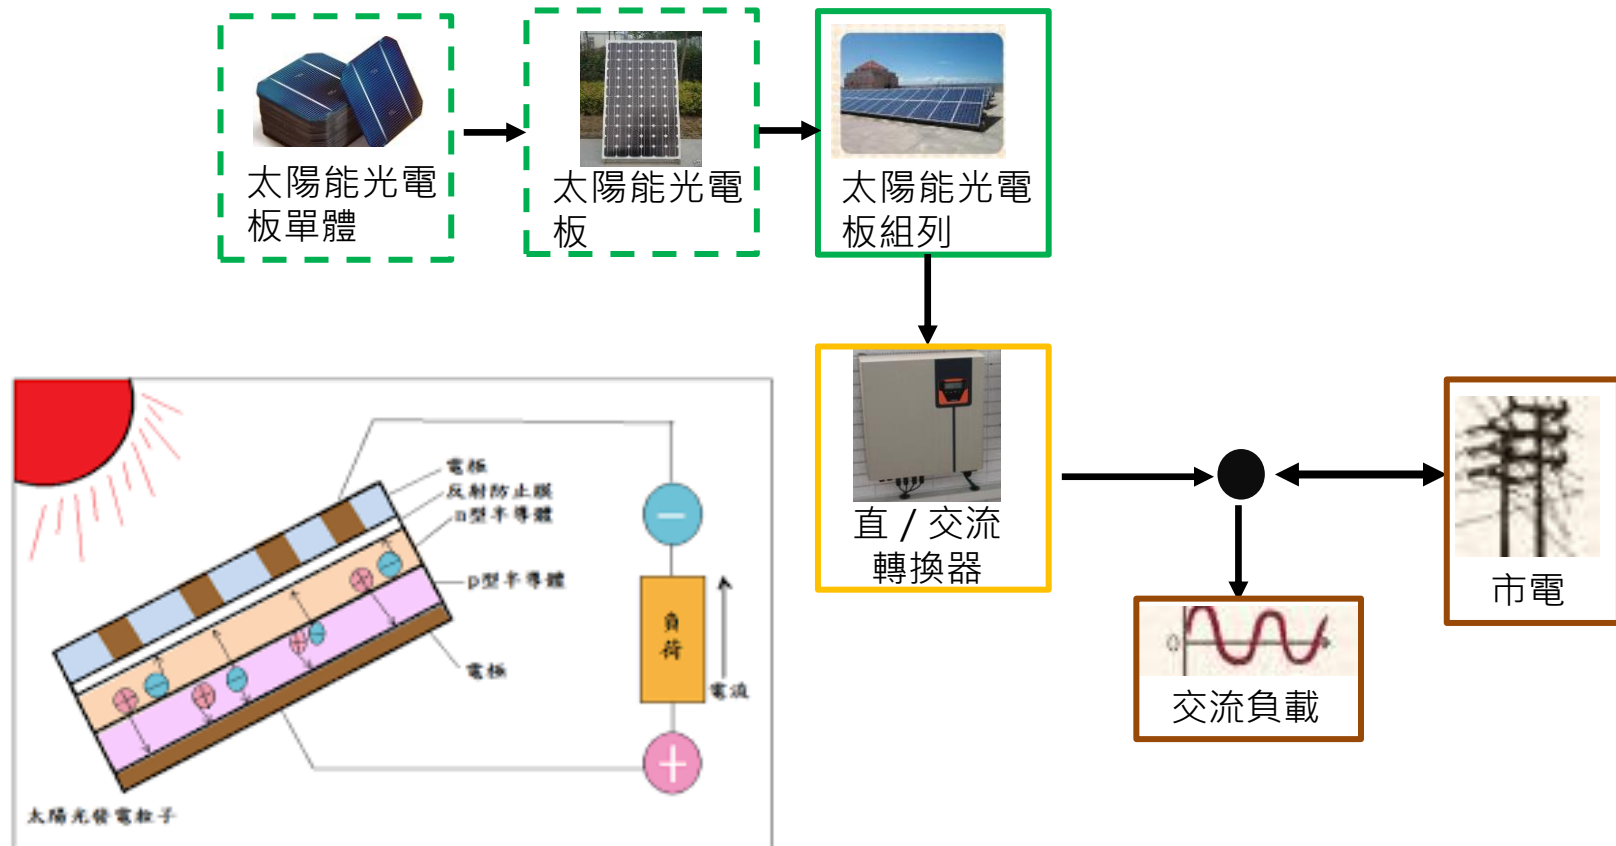 太陽能光電
板單體
太陽能光電
板
太陽能光電
板組列
直 / 交流
轉換器
市電
0
交流負載
電極
反射防止膜
n型半導體
p型半導體
電極
負
荷
電流
太陽光發電粒子